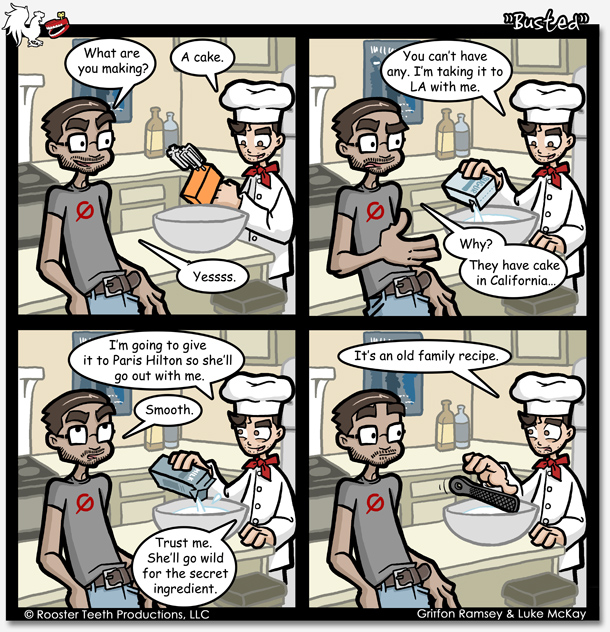 "Busted"
What are
you making?
A cake.
Yessss.
You can't have
any. I'm taking it to
LA with me.
Why?
They have cake
in California...
I'm going to give
it to Paris Hilton so she'll
go out with me.
Smooth.
Trust me.
She'll go wild
for the secret
ingredient.
It's an old family recipe.
© Rooster Teeth Productions, LLC
Griffon Ramsey & Luke McKay